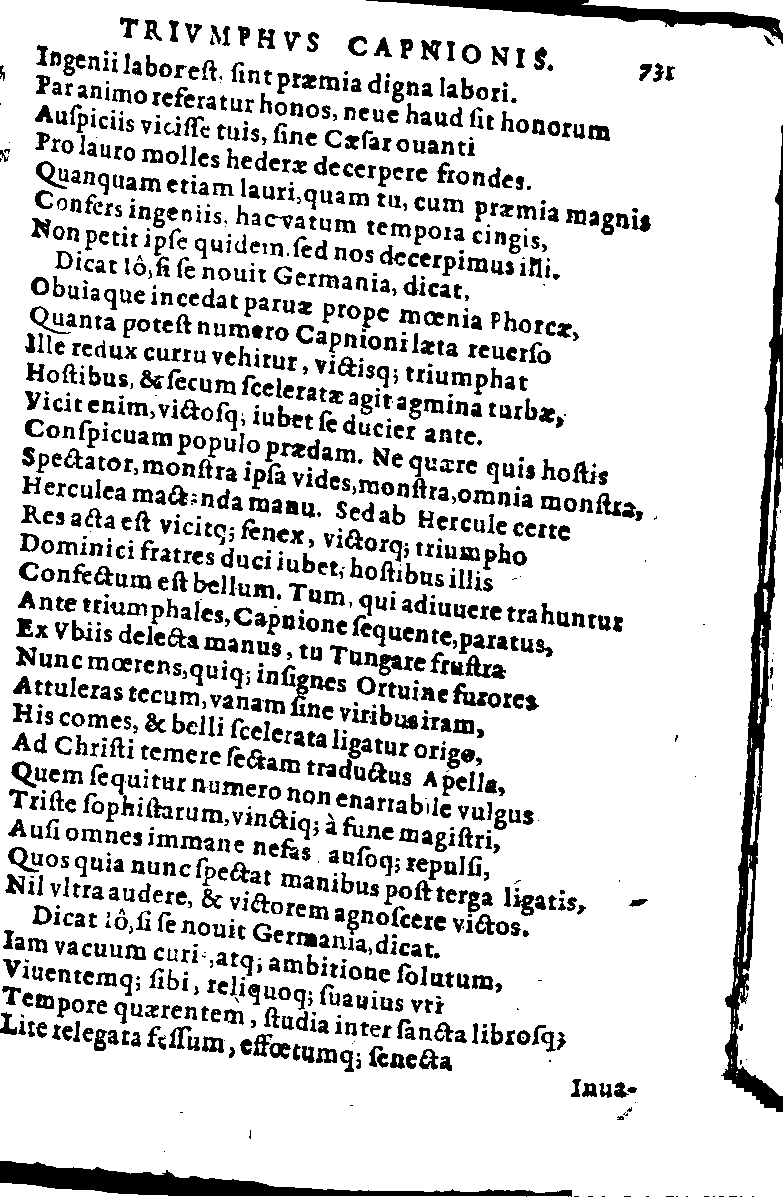 TRIVMPHVS CAPNIONIS. 731
Ingenii labor est, sint præmia digna labori.
Par animo referatur honos, neue haud sit honorum
Auspiciis vicisse tuis, sine Cæsar ouanti
Pro lauro molles hederæ decerpere frondes.
Quanquam etiam lauri, quam tu, cum præmia magnis
Confers ingeniis, hac vatum tempora cingis,
Non petit ipse quidem. sed nos decerpimus illi.
Dicat iô, si se nouit Germania, dicat,
Obuiaque incedat paruæ prope mœnia Phorcæ,
Quanta potest numero Capnioni læta reuerso
Ille redux curru vehitur, victisq; triumphat
Hostibus, & secum sceleratæ agit agmina turbæ,
Vicit enim, victosq; iubet se ducier ante.
Conspicuam populo prædam. Ne quære quis hostis
Spectator, monstra ipsa vides, monstra, omnia monstra,
Herculea mactanda manu. Sed ab Hercule certe
Res acta est vicitq; senex, victorq; triumpho
Dominici fratres duci iubet, hostibus illis
Confectum est bellum. Tum, qui adiuuere trahuntur
Ante triumphales, Capnione sequente, paratus,
Ex Vbiis delecta manus, tu Tungare frustra
Nunc mœrens, quiq; insignes Ortuine furores
Attuleras tecum, vanam sine viribus iram,
His comes, & belli scelerata ligatur origo,
Ad Christi temere sectam traductus Apella,
Quem sequitur numero non enarrabile vulgus
Triste sophistarum, vinctiq; à fune magistri,
Ausi omnes immane nefas, ausoq; repulsi,
Quos quia nunc spectat manibus post terga ligatis,
Nil vltra audere, & victorem agnoscere victos.
Dicat iô, si se nouit Germania, dicat.
Iam vacuum curis, atq; ambitione solutum,
Viuentemq; sibi, reliquoq; suauius vti
Tempore quærentem, studia inter sancta librosq;
Lite relegata fessum, effœtumq; senecta
Inua-